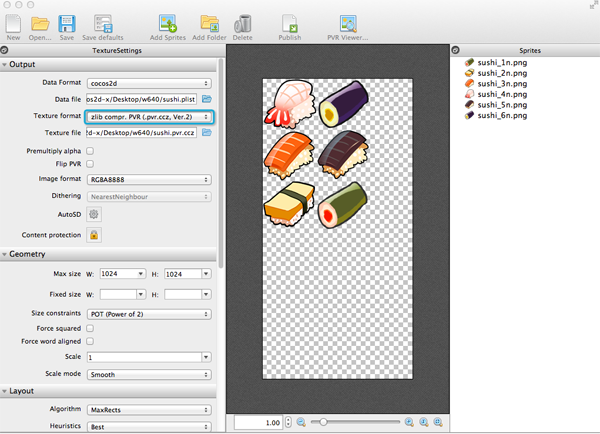 New
Open...
Save
Save defaults
Add Sprites
Add Folder
Delete
Publish
PVR Viewer...
TextureSettings
Output
Data Format cocos2d
Data file os2d-x/Desktop/w640/sushi.plist
Texture format zlib compr. PVR (.pvr.ccz, Ver.2)
Texture file 2d-x/Desktop/w640/sushi.pvr.ccz
Premultiply alpha
Flip PVR
Image format RGBA8888
Dithering NearestNeighbour
AutoSD
Content protection
Geometry
Max size W: 1024 H: 1024
Fixed size W: H:
Size constraints POT (Power of 2)
Force squared
Force word aligned
Scale 1
Scale mode Smooth
Layout
Algorithm MaxRects
Heuristics Best
1.00
Sprites
sushi_1n.png
sushi_2n.png
sushi_3n.png
sushi_4n.png
sushi_5n.png
sushi_6n.png